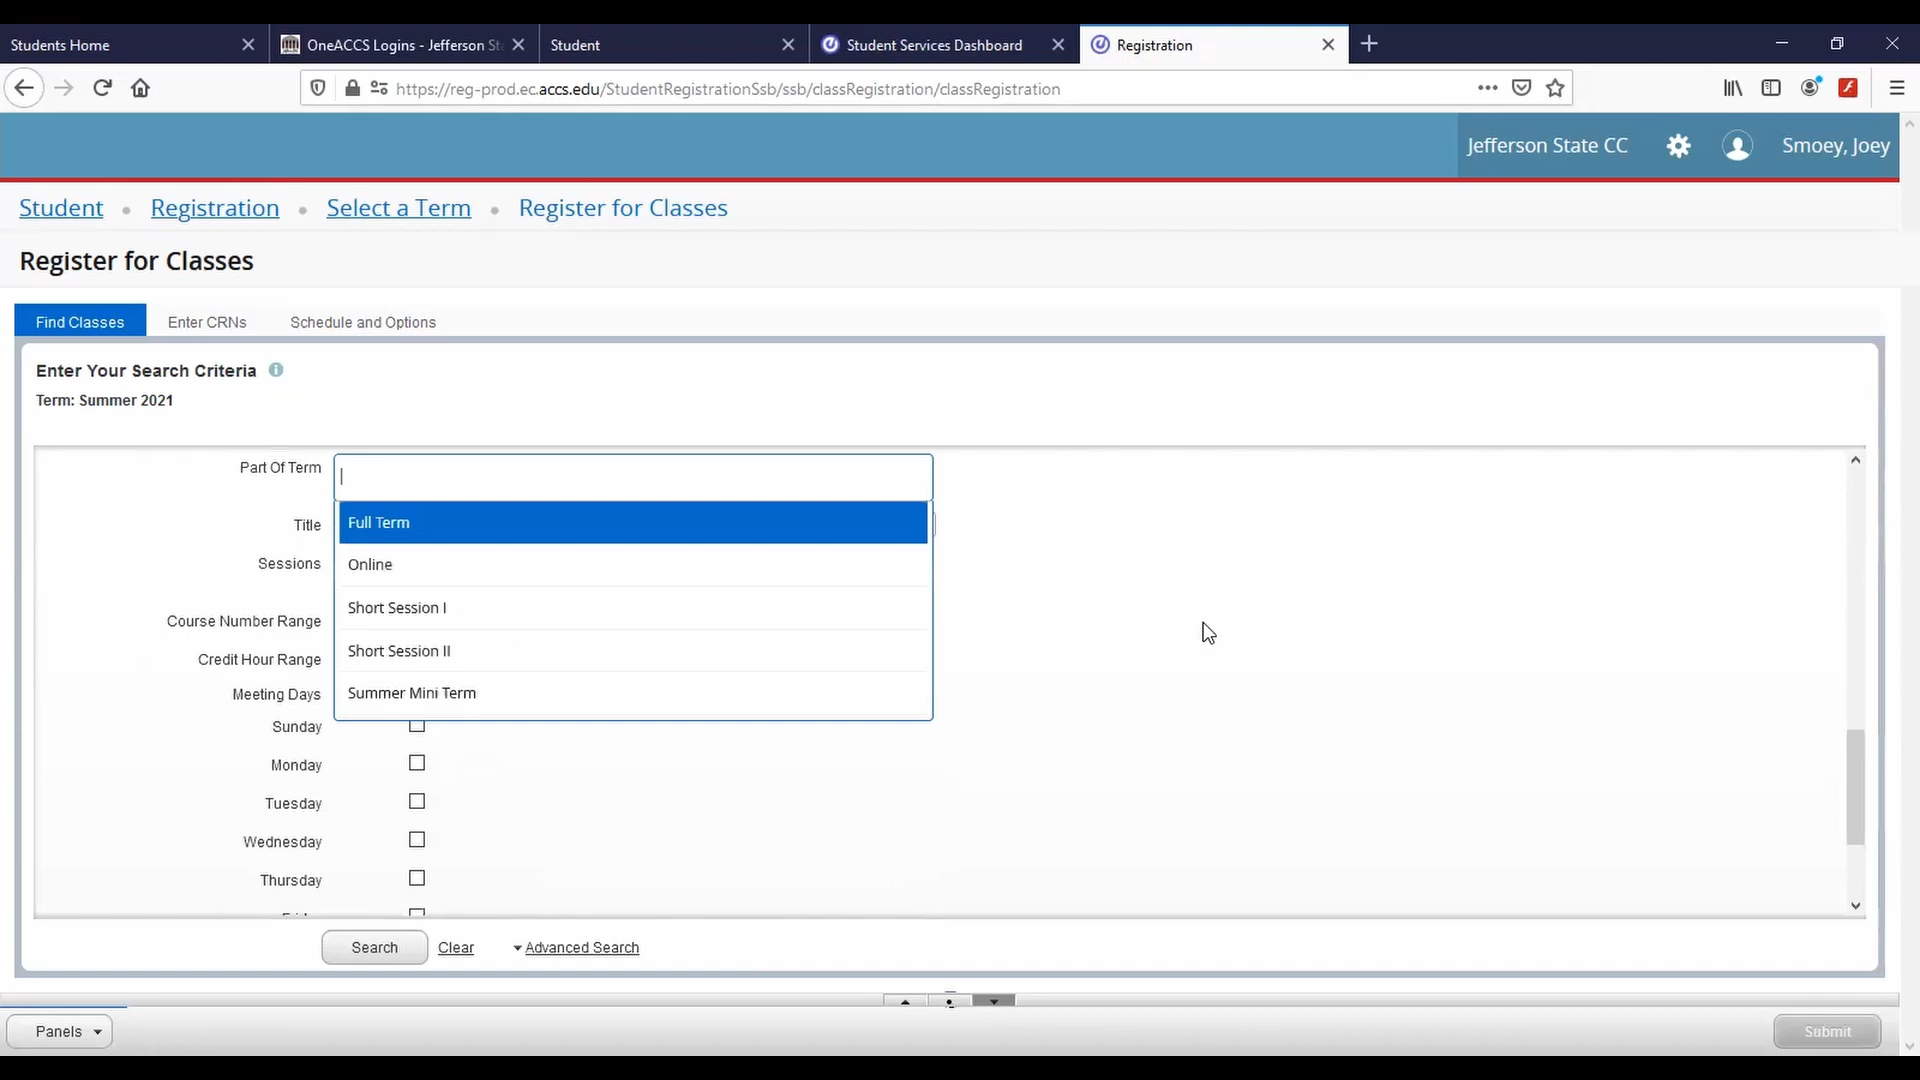 Students Home
OneACCS Logins - Jefferson St
Student
Student Services Dashboard
Registration
https://reg-prod.ec.accs.edu/StudentRegistrationSsb/ssb/classRegistration/classRegistration
Jefferson State CC
Smoey, Joey
Student • Registration • Select a Term • Register for Classes
Register for Classes
Find Classes
Enter CRNs
Schedule and Options
Enter Your Search Criteria
Term: Summer 2021
Part Of Term
Full Term
Title
Sessions
Online
Short Session I
Course Number Range
Short Session II
Credit Hour Range
Meeting Days
Summer Mini Term
Sunday
Monday
Tuesday
Wednesday
Thursday
Search
Clear
Advanced Search
Panels
Submit